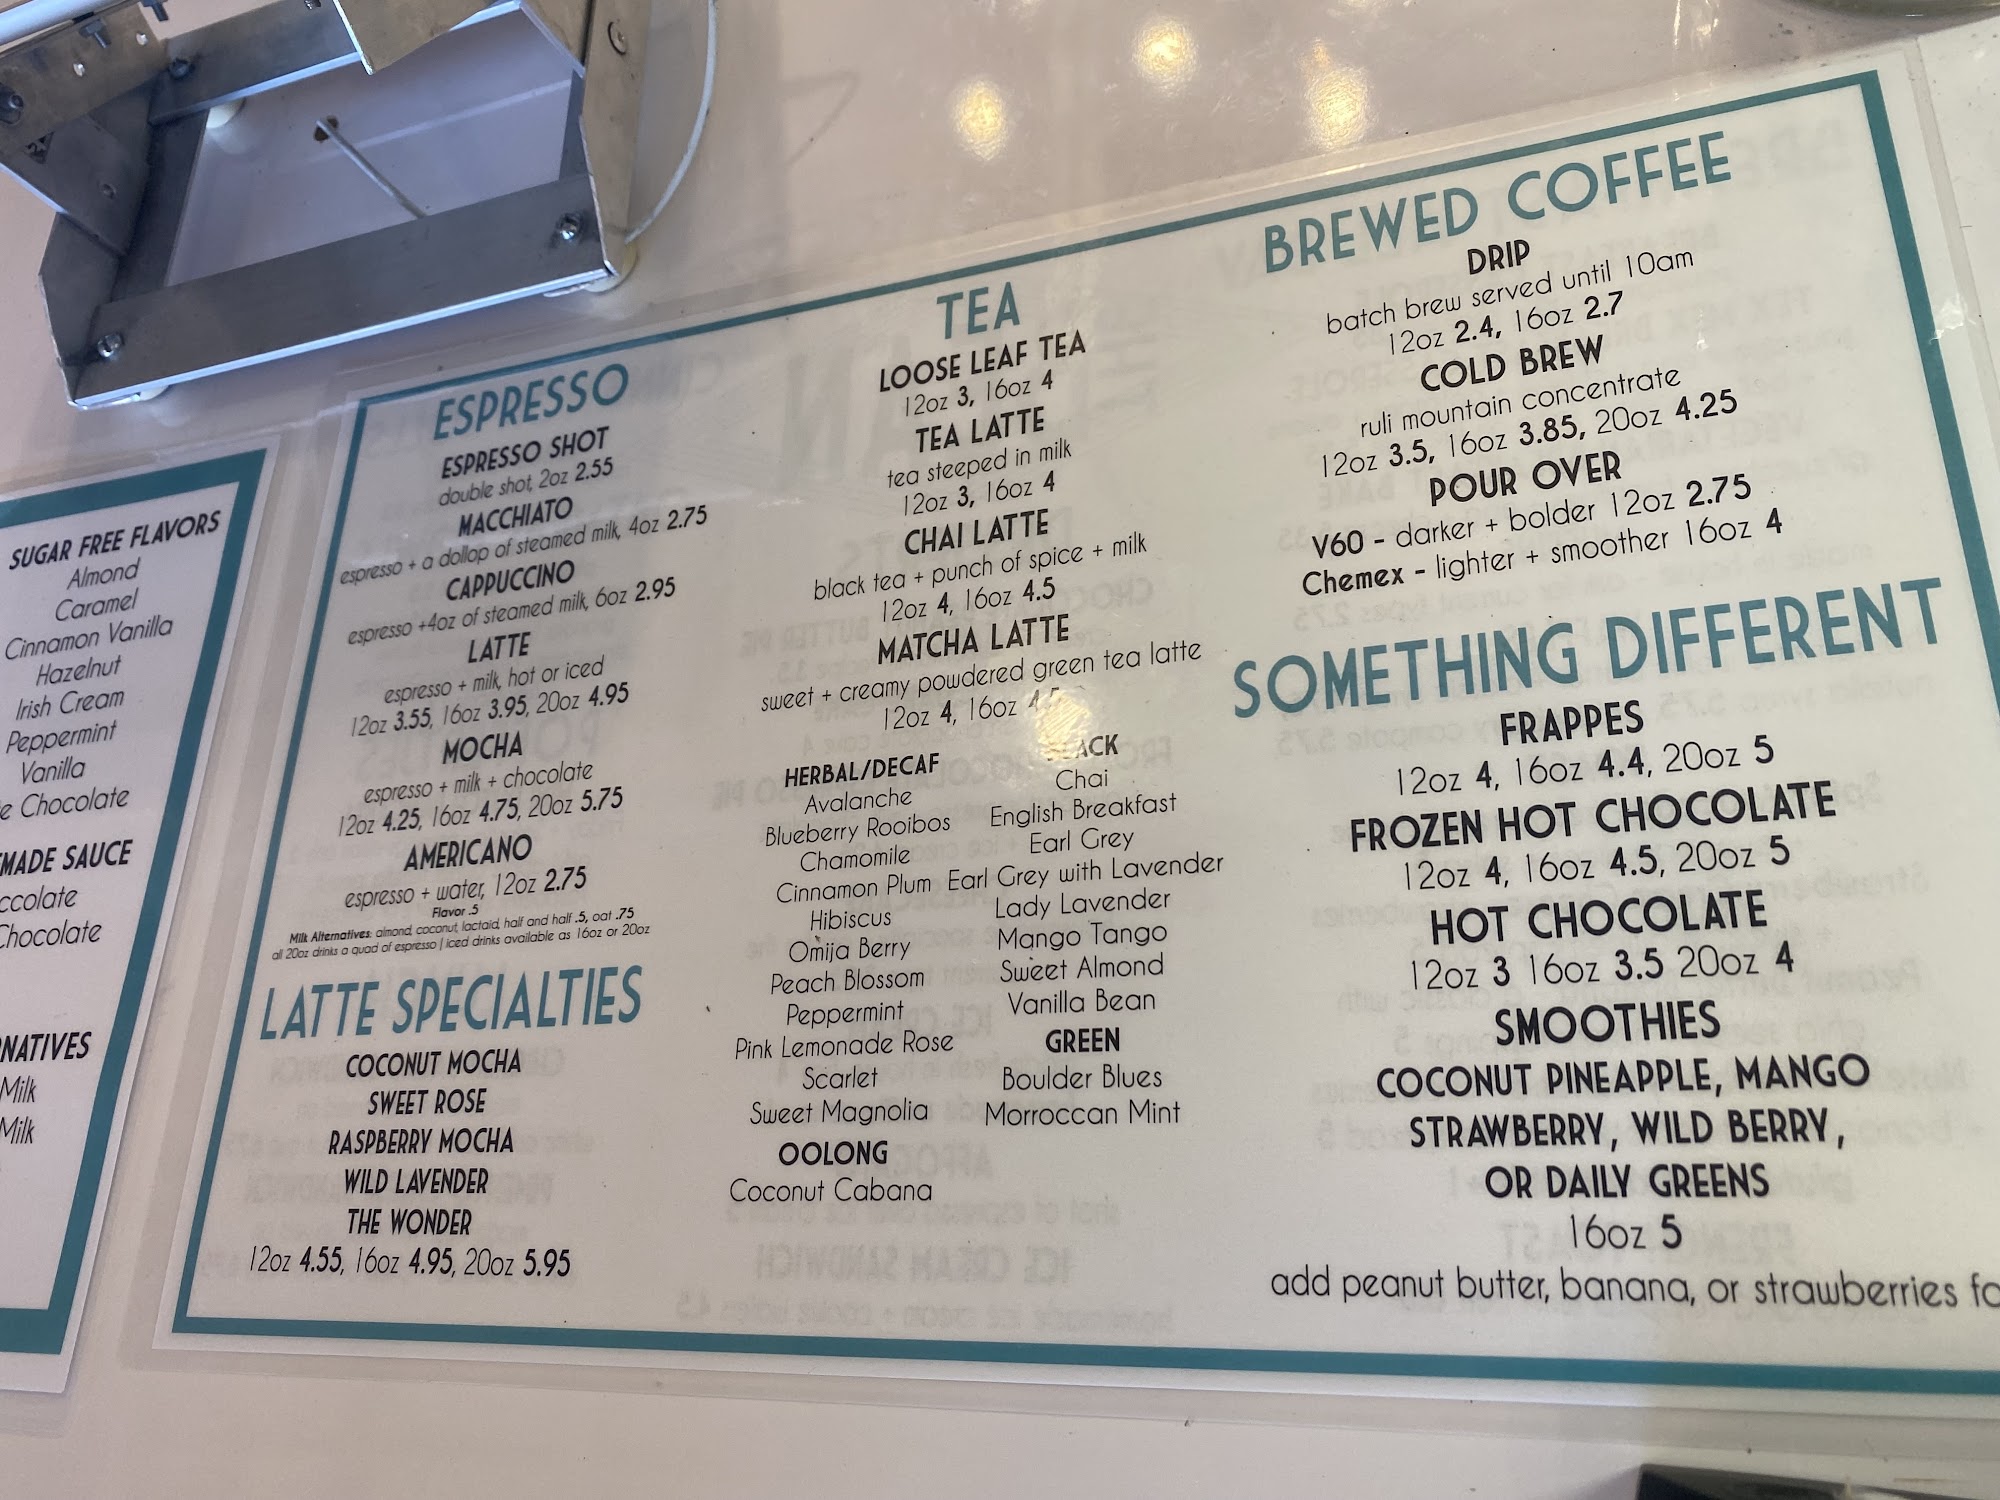 SUGAR FREE FLAVORS
Almond
Caramel
Cinnamon Vanilla
Hazelnut
Irish Cream
Peppermint
Vanilla
Chocolate
SAUCE
Milk
Milk
ESPRESSO
ESPRESSO SHOT
double shot, 2oz 2.55
MACCHIATO
espresso + a dollop of steamed milk, 4oz 2.75
CAPPUCCINO
espresso +4oz of steamed milk, 6oz 2.95
LATTE
espresso + milk, hot or iced
12oz 3.55, 16oz 3.95, 20oz 4.95
MOCHA
espresso + milk + chocolate
12oz 4.25, 16oz 4.75, 20oz 5.75
AMERICANO
espresso + water, 12oz 2.75
Flavor .5
Milk Alternatives: almond, coconut, lactaid, half and half .5, oat .75
all 20oz drinks a quad of espresso | iced drinks available as 16oz or 20oz
LATTE SPECIALTIES
COCONUT MOCHA
SWEET ROSE
RASPBERRY MOCHA
WILD LAVENDER
THE WONDER
12oz 4.55, 16oz 4.95, 20oz 5.95
TEA
LOOSE LEAF TEA
12oz 3, 16oz 4
TEA LATTE
tea steeped in milk
12oz 3, 16oz 4
CHAI LATTE
black tea + punch of spice + milk
12oz 4, 16oz 4.5
MATCHA LATTE
sweet + creamy powdered green tea latte
12oz 4, 16oz
HERBAL/DECAF
Avalanche
Blueberry Rooibos
Chamomile
Cinnamon Plum
Hibiscus
Omija Berry
Peach Blossom
Peppermint
Pink Lemonade Rose
Scarlet
Sweet Magnolia
OOLONG
Coconut Cabana
BLACK
Chai
English Breakfast
Earl Grey
Earl Grey with Lavender
Lady Lavender
Mango Tango
Sweet Almond
Vanilla Bean
GREEN
Boulder Blues
Morroccan Mint
BREWED COFFEE
DRIP
batch brew served until 10am
12oz 2.4, 16oz 2.7
COLD BREW
ruli mountain concentrate
12oz 3.5, 16oz 3.85, 20oz 4.25
POUR OVER
V60 - darker + bolder 12oz 2.75
Chemex - lighter + smoother 16oz 4
SOMETHING DIFFERENT
FRAPPES
12oz 4, 16oz 4.4, 20oz 5
FROZEN HOT CHOCOLATE
12oz 4, 16oz 4.5, 20oz 5
HOT CHOCOLATE
12oz 3 16oz 3.5 20oz 4
SMOOTHIES
COCONUT PINEAPPLE, MANGO
STRAWBERRY, WILD BERRY,
OR DAILY GREENS
16oz 5
add peanut butter, banana, or strawberries